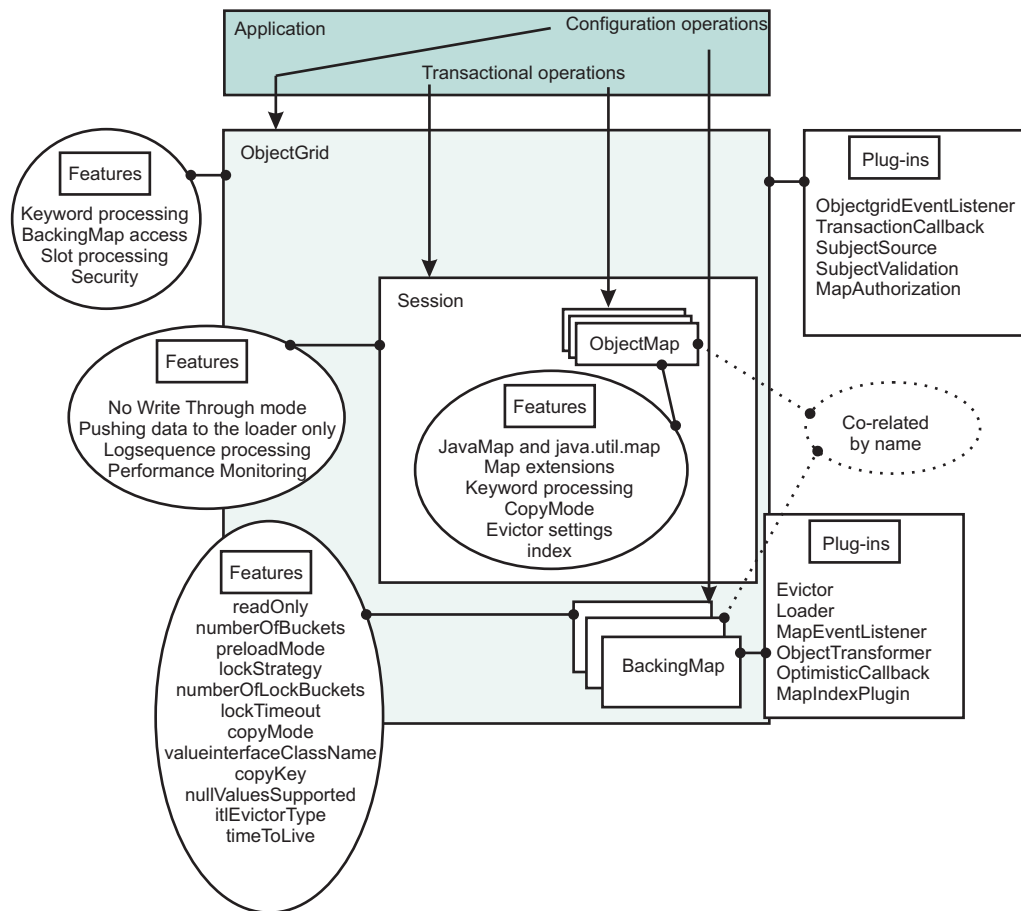 Application
Configuration operations
Transactional operations
ObjectGrid
Features
Keyword processing
BackingMap access
Slot processing
Security
Plug-ins
ObjectgridEventListener
TransactionCallback
SubjectSource
SubjectValidation
MapAuthorization
Session
ObjectMap
Features
No Write Through mode
Pushing data to the loader only
Logsequence processing
Performance Monitoring
Features
JavaMap and java.util.map
Map extensions
Keyword processing
CopyMode
Evictor settings
index
Co-related
by name
Features
readOnly
numberOfBuckets
preloadMode
lockStrategy
numberOfLockBuckets
lockTimeout
copyMode
valueinterfaceClassName
copyKey
nullValuesSupported
itlEvictorType
timeToLive
BackingMap
Plug-ins
Evictor
Loader
MapEventListener
ObjectTransformer
OptimisticCallback
MapIndexPlugin